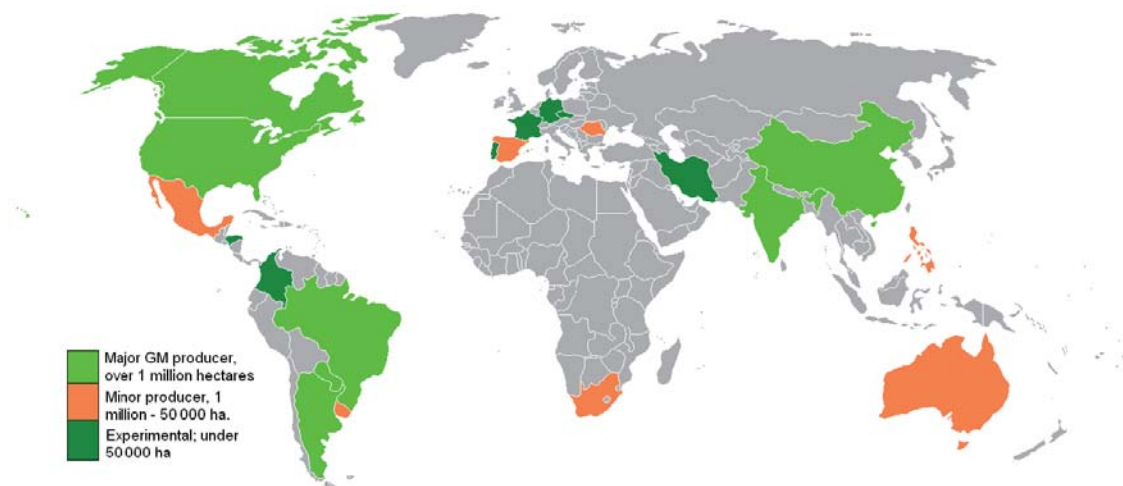 Major GM producer,
over 1 million hectares
Minor producer, 1
million - 50 000 ha.
Experimental; under
50 000 ha